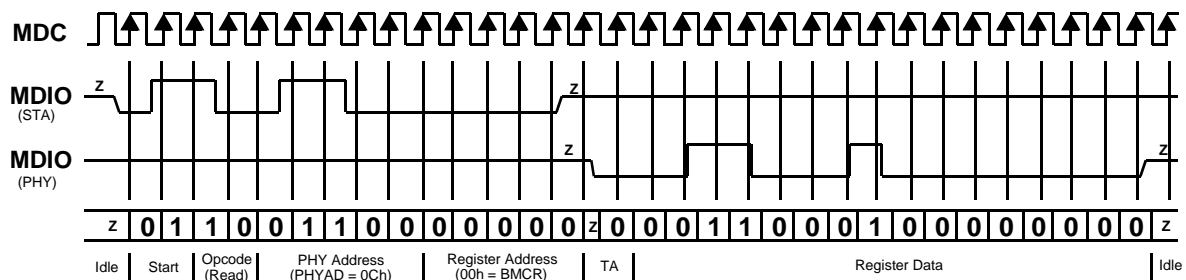 MDC
z
MDIO
(STA)
z
MDIO
(PHY)
z
z
z 0 1 1 0 0 1 1 0 0 0 0 0 0 0 z 0 0 0 1 1 0 0 0 1 0 0 0 0 0 0 0 0 z
Idle
Start
Opcode
(Read)
PHY Address
(PHYAD = 0Ch)
Register Address
(00h = BMCR)
TA
Register Data
Idle